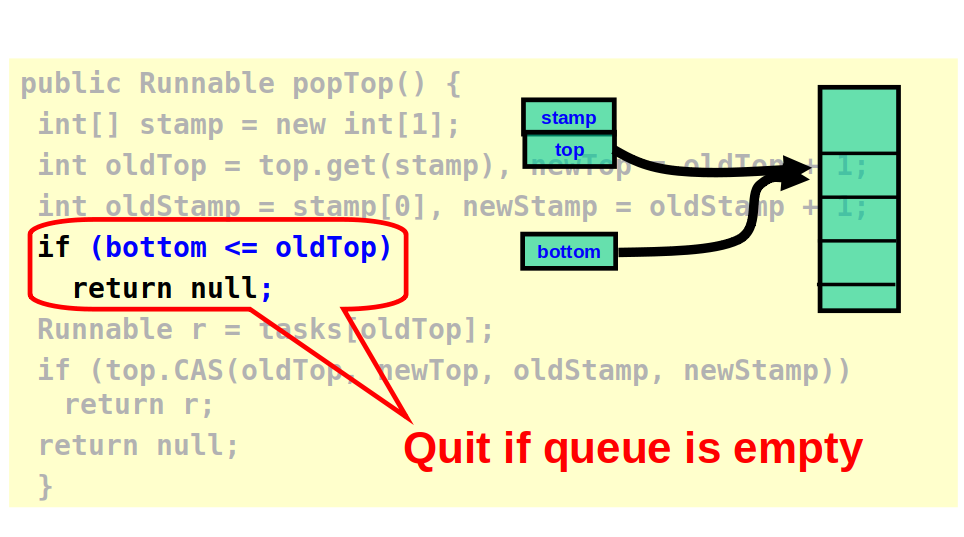 public Runnable popTop() {
int[] stamp = new int[1];
int oldTop = top.get(stamp), newTop = oldTop + 1;
int oldStamp = stamp[0], newStamp = oldStamp + 1;
if (bottom <= oldTop)
return null;
Runnable r = tasks[oldTop];
if (top.CAS(oldTop, newTop, oldStamp, newStamp))
return r;
return null;
}
stamp
top
bottom
Quit if queue is empty